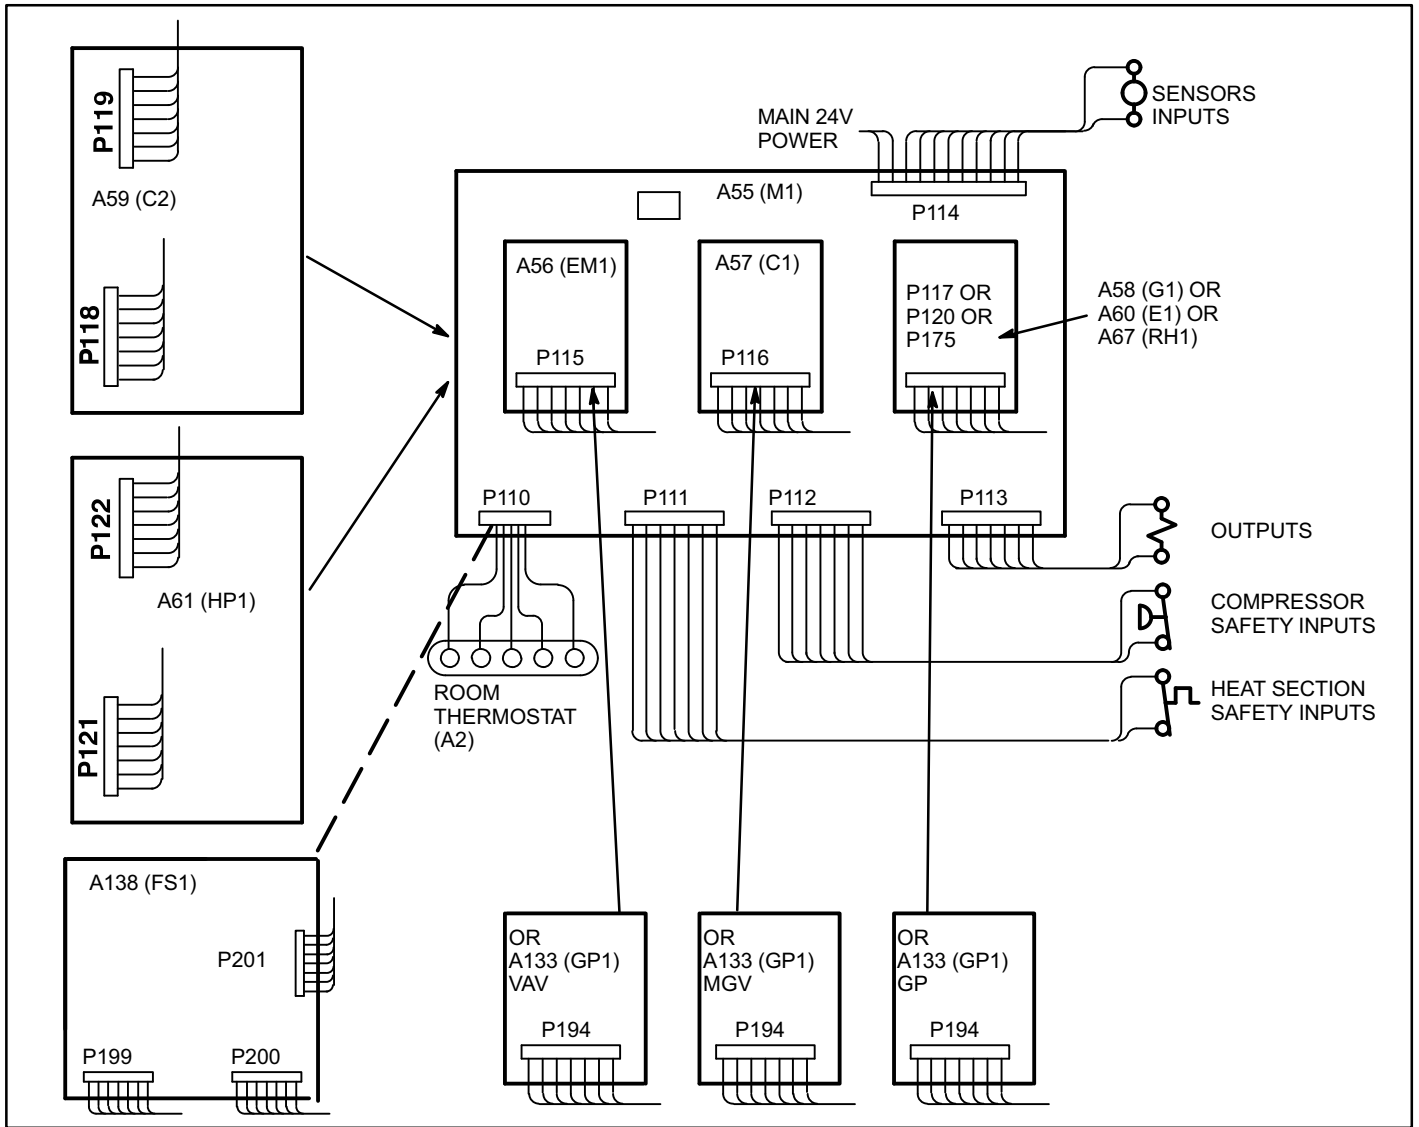 P119
A59 (C2)
P118
P122
A61 (HP1)
P121
A138 (FS1)
P201
P199
P200
MAIN 24V
POWER
SENSORS
INPUTS
A55 (M1)
P114
A56 (EM1)
P115
A57 (C1)
P116
P117 OR
P120 OR
P175
A58 (G1) OR
A60 (E1) OR
A67 (RH1)
P110
P111
P112
P113
OUTPUTS
COMPRESSOR
SAFETY INPUTS
HEAT SECTION
SAFETY INPUTS
ROOM
THERMOSTAT
(A2)
OR
A133 (GP1)
VAV
P194
OR
A133 (GP1)
MGV
P194
OR
A133 (GP1)
GP
P194